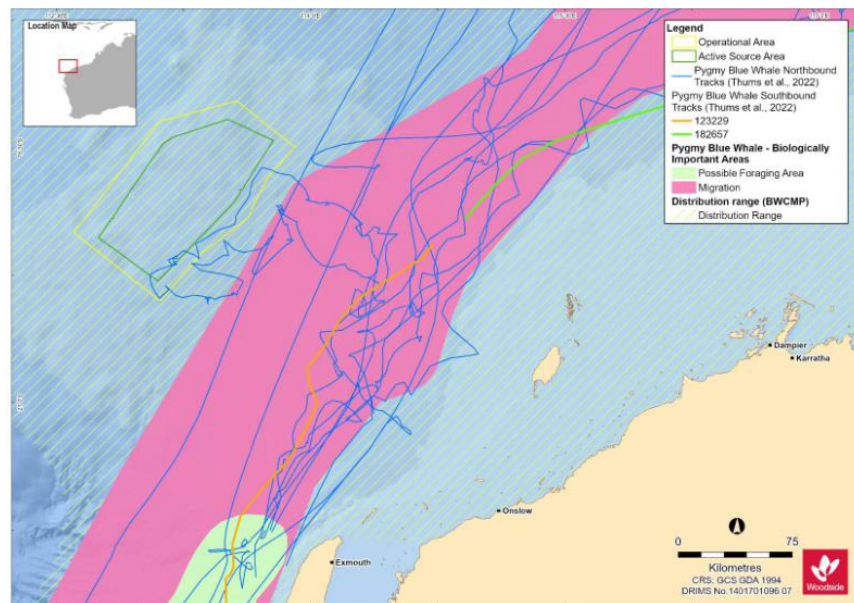 Location Map
Legend
Operational Area
Active Source Area
Pygmy Blue Whale Northbound
Tracks (Thums et al., 2022)
Pygmy Blue Whale Southbound
Tracks (Thums et al., 2022)
123229
182657
Pygmy Blue Whale - Biologically
Important Areas
Possible Foraging Area
Migration
Distribution range (BWCMP)
Distribution Range
Dampier
Karratha
Onslow
Exmouth
0
75
Kilometres
CRS: GCS GDA 1994
DRIMS No.1401701096 07
Woodside